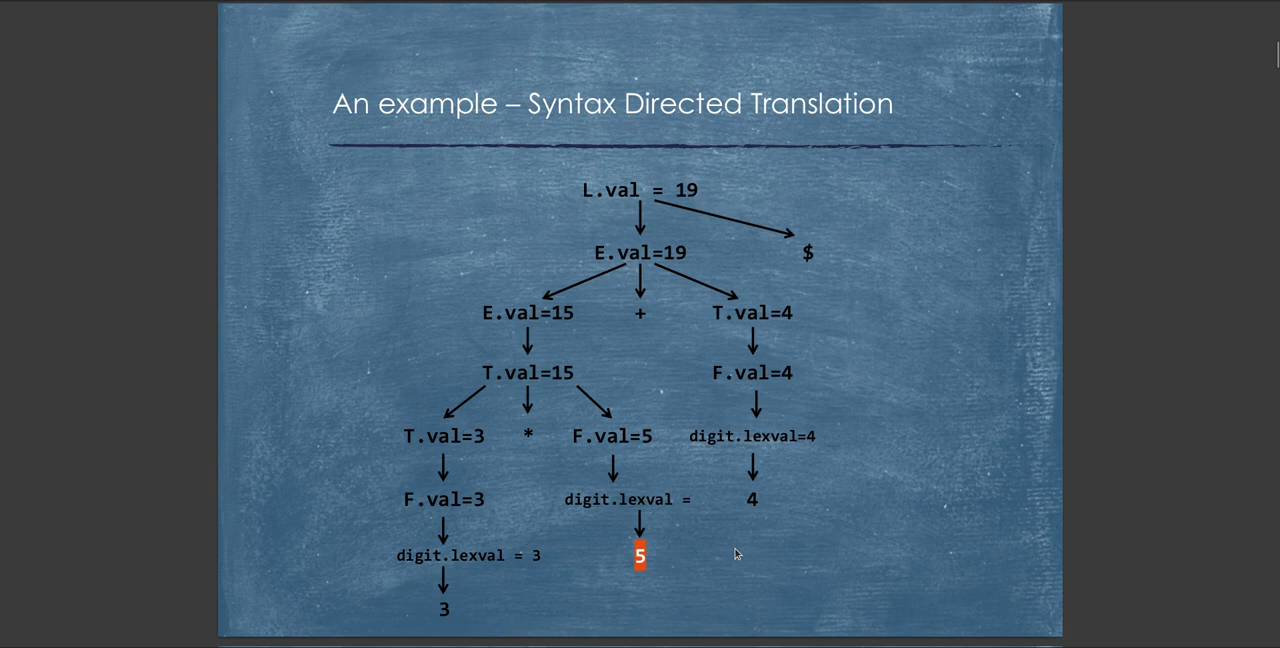 An example – Syntax Directed Translation
L.val = 19
E.val=19 $
E.val=15 + T.val=4
T.val=15 F.val=4
T.val=3 * F.val=5 digit.lexval=4
F.val=3 digit.lexval = 4
digit.lexval = 3 5
3